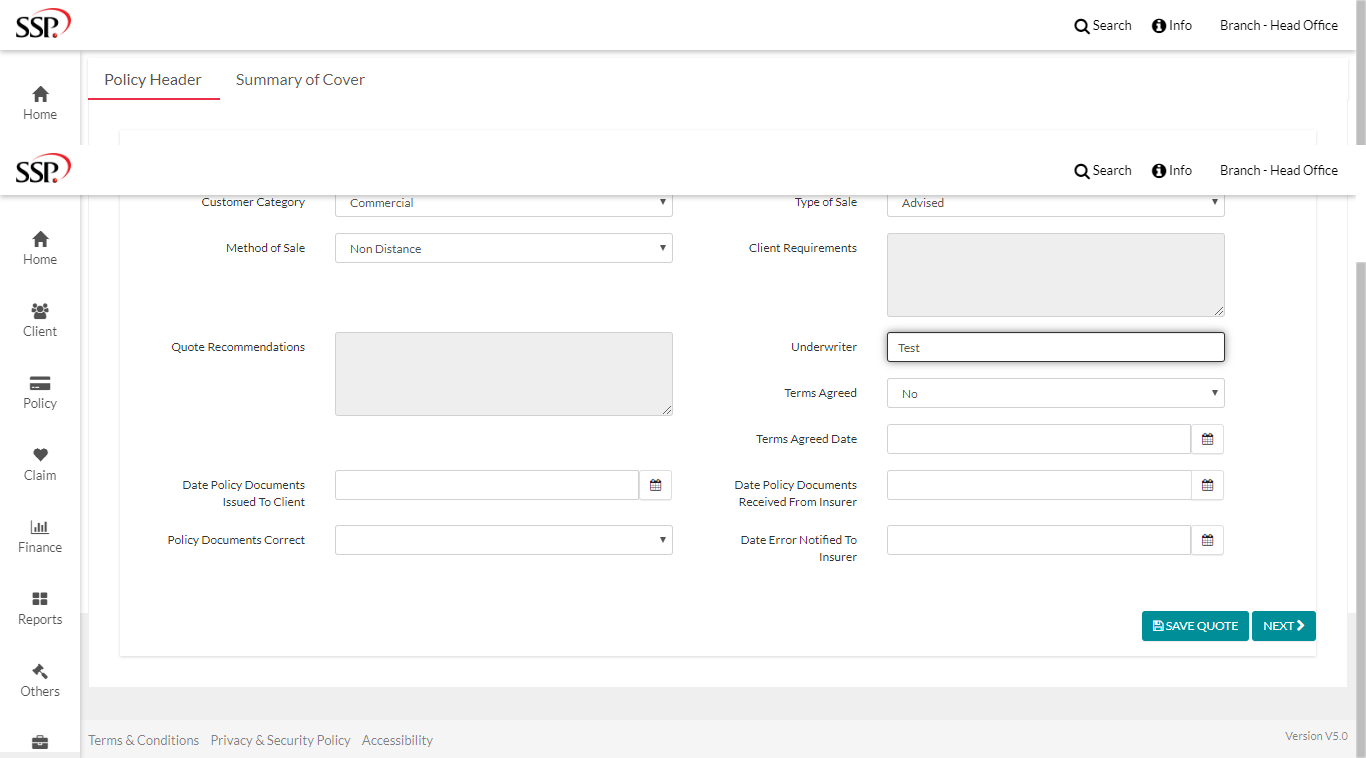 SSP.
Search Info Branch - Head Office
Policy Header Summary of Cover
Home
SSP.
Search Info Branch - Head Office
Customer Category Commercial Type of Sale Advised
Method of Sale Non Distance Client Requirements
Home
Client
Quote Recommendations Underwriter Test
Terms Agreed No
Policy
Terms Agreed Date
Claim
Date Policy Documents
Issued To Client
Date Policy Documents
Received From Insurer
Policy Documents Correct
Date Error Notified To
Insurer
Finance
Reports
SAVE QUOTE NEXT
Others
Terms & Conditions Privacy & Security Policy Accessibility
Version V5.0